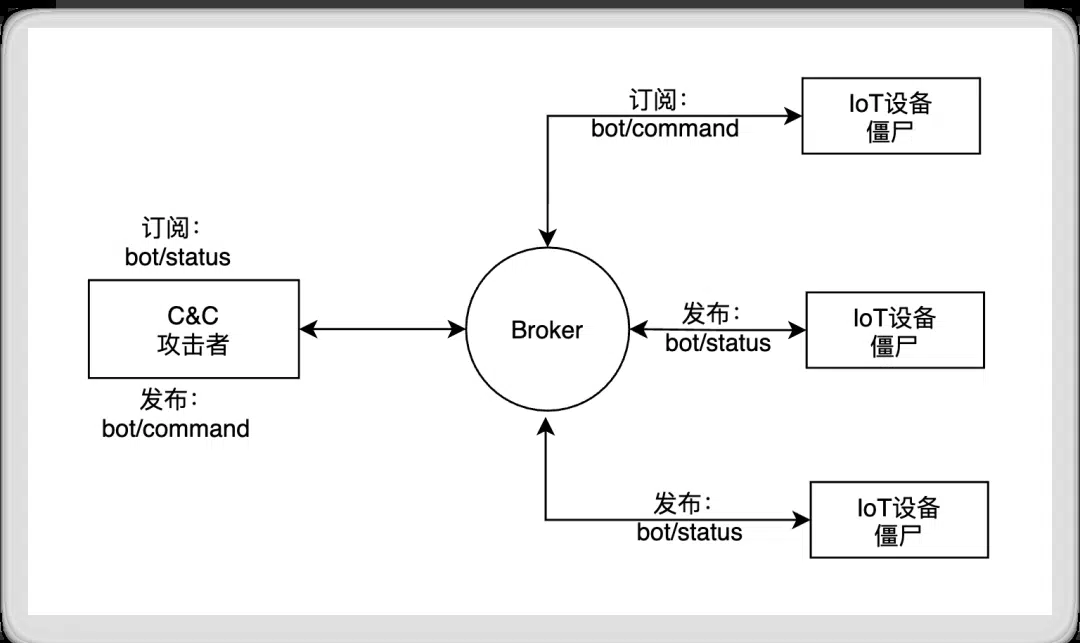 订阅：
bot/command
IoT设备
僵尸
订阅：
bot/status
C&C
攻击者
发布：
bot/command
Broker
发布：
bot/status
IoT设备
僵尸
发布：
bot/status
IoT设备
僵尸